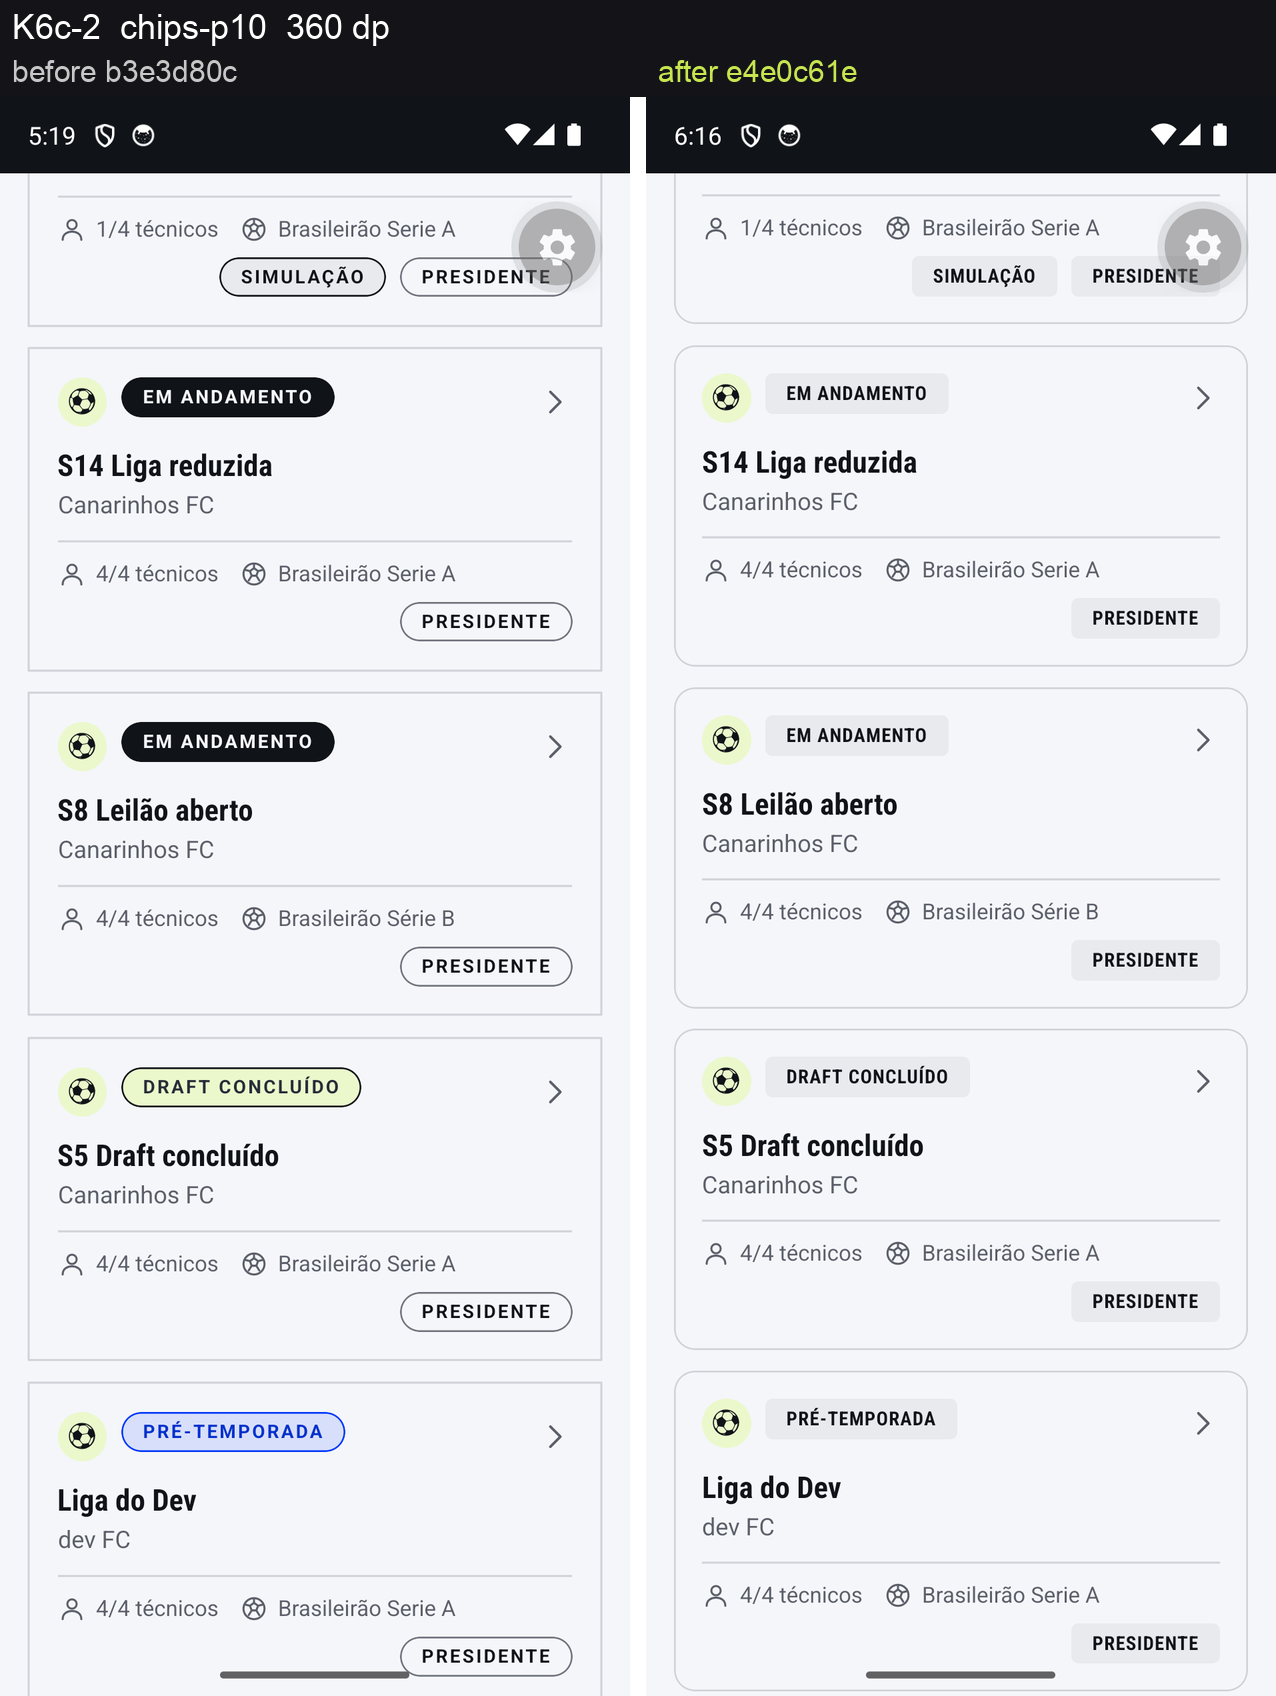 K6c-2 chips-p10 360 dp
before b3e3d80c
after e4e0c61e
5:19
1/4 técnicos Brasileirão Serie A
SIMULAÇÃO PRESIDENTE
EM ANDAMENTO
S14 Liga reduzida
Canarinhos FC
4/4 técnicos Brasileirão Serie A
PRESIDENTE
EM ANDAMENTO
S8 Leilão aberto
Canarinhos FC
4/4 técnicos Brasileirão Série B
PRESIDENTE
DRAFT CONCLUÍDO
S5 Draft concluído
Canarinhos FC
4/4 técnicos Brasileirão Serie A
PRESIDENTE
PRÉ-TEMPORADA
Liga do Dev
dev FC
4/4 técnicos Brasileirão Serie A
PRESIDENTE
6:16
1/4 técnicos Brasileirão Serie A
SIMULAÇÃO PRESIDENTE
EM ANDAMENTO
S14 Liga reduzida
Canarinhos FC
4/4 técnicos Brasileirão Serie A
PRESIDENTE
EM ANDAMENTO
S8 Leilão aberto
Canarinhos FC
4/4 técnicos Brasileirão Série B
PRESIDENTE
DRAFT CONCLUÍDO
S5 Draft concluído
Canarinhos FC
4/4 técnicos Brasileirão Serie A
PRESIDENTE
PRÉ-TEMPORADA
Liga do Dev
dev FC
4/4 técnicos Brasileirão Serie A
PRESIDENTE